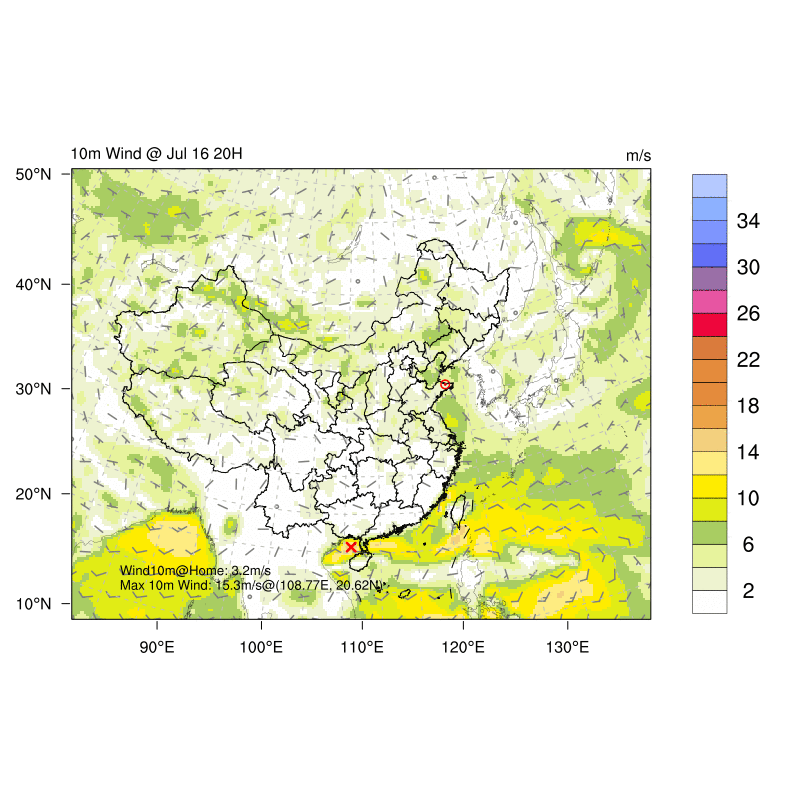 10m Wind @ Jul 16 20H
m/s
50°N
40°N
30°N
20°N
10°N
90°E
100°E
110°E
120°E
130°E
34
30
26
22
18
14
10
6
2
Wind10m@Home: 3.2m/s
Max 10m Wind: 15.3m/s@(108.77E, 20.62N)